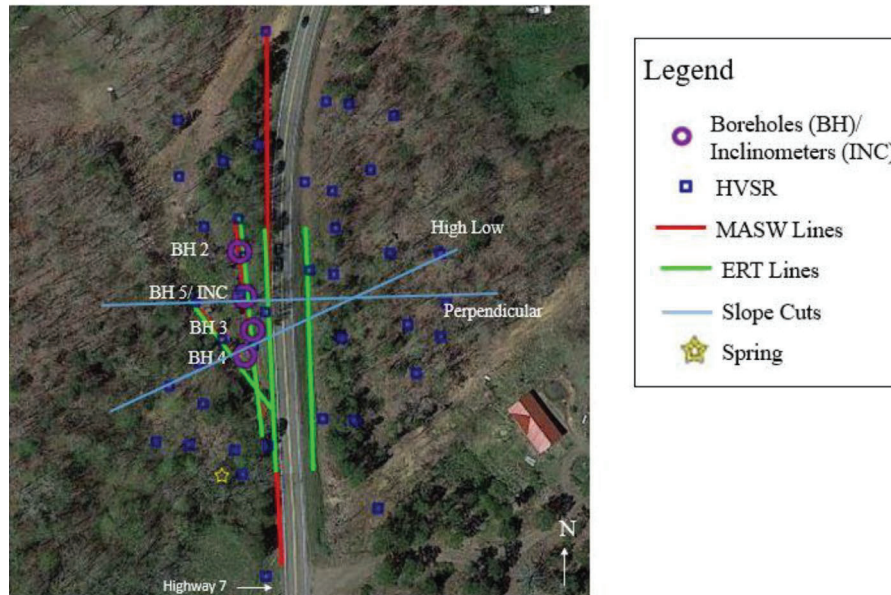 High Low
BH 2
BH 5/ INC
Perpendicular
BH 3
BH 4
N
Highway 7
Legend
Boreholes (BH)/
Inclinometers (INC)
HVSR
MASW Lines
ERT Lines
Slope Cuts
Spring